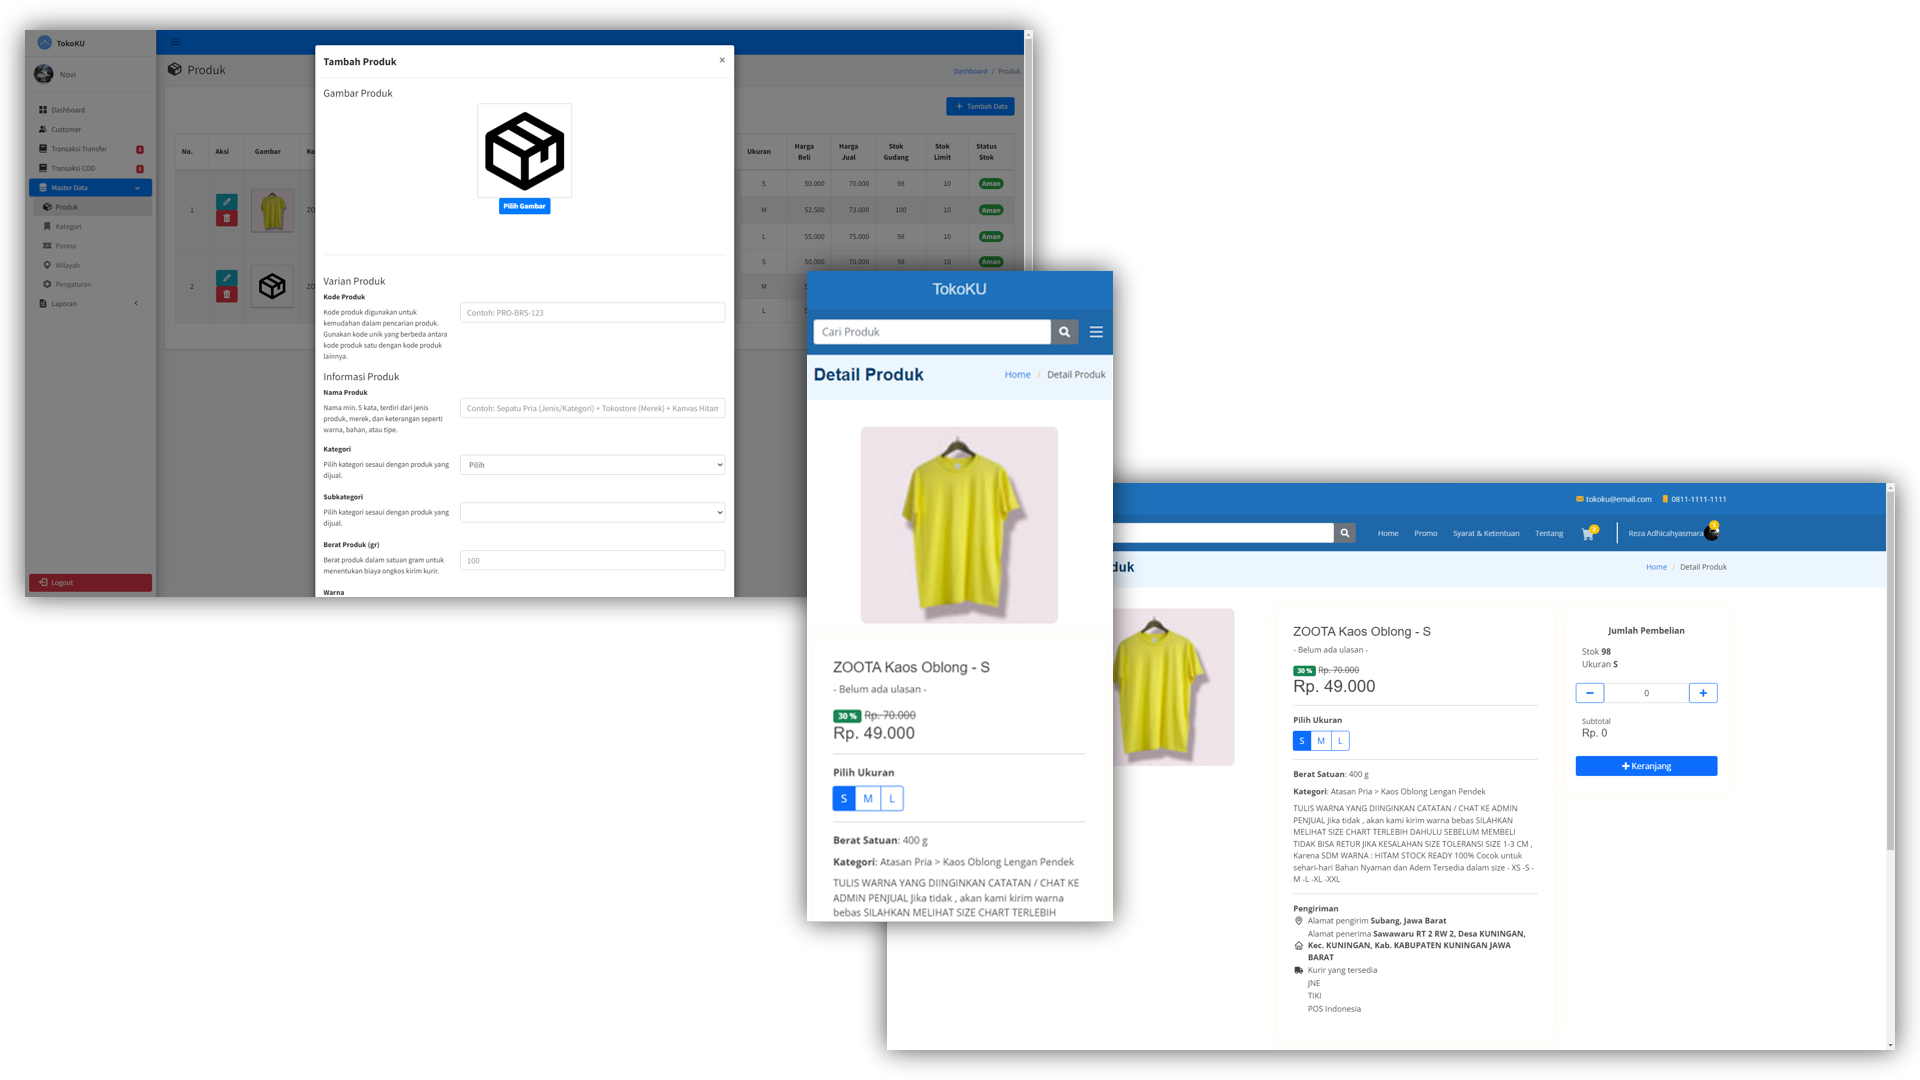 TokoKU
Novi
Dashboard
Customer
Transaksi Transfer
Transaksi COD
Master Data
Produk
Kategori
Pormo
Wilayah
Pengaturan
Laporan
Logout
Produk
Dashboard / Produk
+ Tambah Data
No. Aksi Gambar Ko Ukuran Harga Beli Harga Jual Stok Gudang Stok Limit Status Stok
1 ZO S 50.000 70.000 98 10 Aman
M 52.500 73.000 100 10 Aman
L 55.000 75.000 98 10 Aman
2 ZO S 50.000 70.000 98 10 Aman
M
L
Tambah Produk ×
Gambar Produk
Pilih Gambar
Varian Produk
Kode Produk
Kode produk digunakan untuk
kemudahan dalam pencarian produk.
Gunakan kode unik yang berbeda antara
kode produk satu dengan kode produk
lainnya.
Contoh: PRO-BRS-123
Informasi Produk
Nama Produk
Nama min. 5 kata, terdiri dari jenis
produk, merek, dan keterangan seperti
warna, bahan, atau tipe.
Contoh: Sepatu Pria (Jenis/Kategori) + Tokostore (Merek) + Kanvas Hitam
Kategori
Pilih kategori sesaui dengan produk yang
dijual.
Pilih
Subkategori
Pilih kategori sesaui dengan produk yang
dijual.
Berat Produk (gr)
Berat produk dalam satuan gram untuk
menentukan biaya ongkos kirim kurir.
100
Warna
TokoKU
Cari Produk
Detail Produk
Home / Detail Produk
ZOOTA Kaos Oblong - S
- Belum ada ulasan -
30 % Rp. 70.000
Rp. 49.000
Pilih Ukuran
S M L
Berat Satuan: 400 g
Kategori: Atasan Pria > Kaos Oblong Lengan Pendek
TULIS WARNA YANG DIINGINKAN CATATAN / CHAT KE
ADMIN PENJUAL Jika tidak , akan kami kirim warna
bebas SILAHKAN MELIHAT SIZE CHART TERLEBIH
tokoku@email.com 0811-1111-1111
Home Promo Syarat & Ketentuan Tentang 2 Reza Adhicahyasmara 1
duk
Home / Detail Produk
ZOOTA Kaos Oblong - S
- Belum ada ulasan -
30 % Rp. 70.000
Rp. 49.000
Pilih Ukuran
S M L
Berat Satuan: 400 g
Kategori: Atasan Pria > Kaos Oblong Lengan Pendek
TULIS WARNA YANG DIINGINKAN CATATAN / CHAT KE ADMIN
PENJUAL Jika tidak , akan kami kirim warna bebas SILAHKAN
MELIHAT SIZE CHART TERLEBIH DAHULU SEBELUM MEMBELI
TIDAK BISA RETUR JIKA KESALAHAN SIZE TOLERANSI SIZE 1-3 CM ,
Karena SDM WARNA : HITAM STOCK READY 100% Cocok untuk
sehari-hari Bahan Nyaman dan Adem Tersedia dalam size - XS -S -
M -L -XL -XXL
Pengiriman
Alamat pengirim Subang, Jawa Barat
Alamat penerima Sawawaru RT 2 RW 2, Desa KUNINGAN,
Kec. KUNINGAN, Kab. KABUPATEN KUNINGAN JAWA
BARAT
Kurir yang tersedia
JNE
TIKI
POS Indonesia
Jumlah Pembelian
Stok 98
Ukuran S
− 0 +
Subtotal
Rp. 0
+ Keranjang